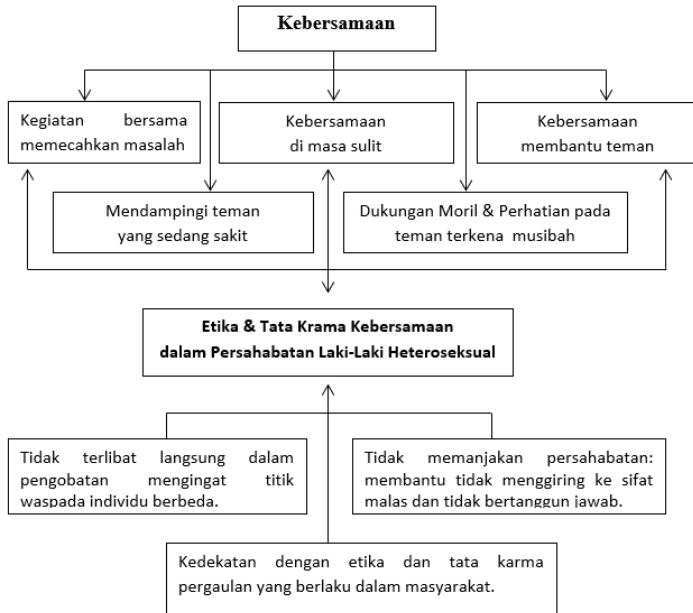 Kebersamaan
Kegiatan bersama
memecahkan masalah
Kebersamaan
di masa sulit
Kebersamaan
membantu teman
Mendampingi teman
yang sedang sakit
Dukungan Moril & Perhatian pada
teman terkena musibah
Etika & Tata Krama Kebersamaan
dalam Persahabatan Laki-Laki Heteroseksual
Tidak terlibat langsung dalam
pengobatan mengingat titik
waspada individu berbeda.
Tidak memanjakan persahabatan:
membantu tidak menggiring ke sifat
malas dan tidak bertanggun jawab.
Kedekatan dengan etika dan tata karma
pergaulan yang berlaku dalam masyarakat.